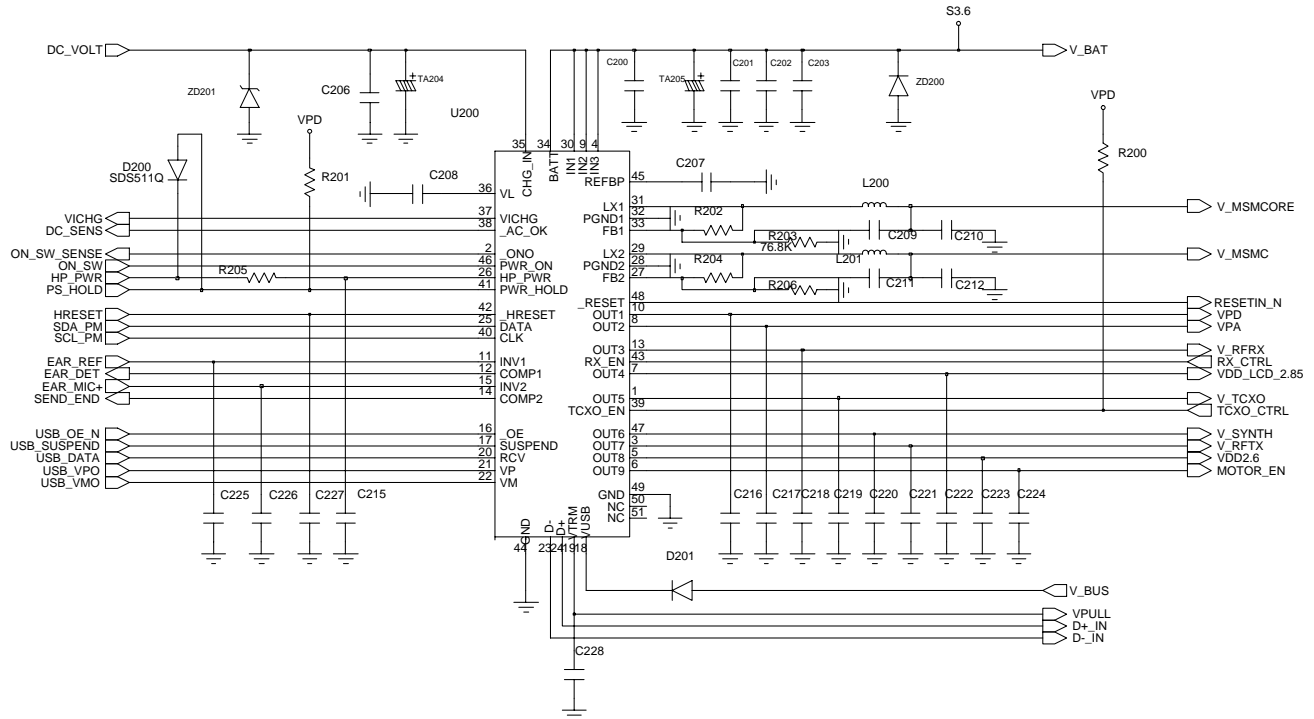 S3.6
DC_VOLT
V_BAT
ZD201
C206
+
TA204
C200
+
TA205
C201
C202
C203
ZD200
U200
VPD
VPD
D200
SDS511Q
R201
R200
35
34
30
9
4
CHG_IN
BATT
IN1
IN2
IN3
C208
36
VL
REFBP
45
C207
VICHG
37
VICHG
DC_SENS
38
_AC_OK
LX1
31
PGND1
32
FB1
33
R202
L200
V_MSMCORE
R203
76.8K
C209
C210
ON_SW_SENSE
2
_ONO
ON_SW
46
PWR_ON
HP_PWR
R205
26
HP_PWR
PS_HOLD
41
PWR_HOLD
LX2
29
PGND2
28
FB2
27
R204
L201
V_MSMC
R206
C211
C212
HRESET
42
_HRESET
SDA_PM
25
DATA
SCL_PM
40
CLK
_RESET
48
RESETIN_N
OUT1
10
VPD
OUT2
8
VPA
EAR_REF
11
INV1
EAR_DET
12
COMP1
EAR_MIC+
15
INV2
SEND_END
14
COMP2
OUT3
13
V_RFRX
RX_EN
43
RX_CTRL
OUT4
7
VDD_LCD_2.85
OUT5
1
V_TCXO
TCXO_EN
39
TCXO_CTRL
USB_OE_N
16
_OE
USB_SUSPEND
17
SUSPEND
USB_DATA
20
RCV
USB_VPO
21
VP
USB_VMO
22
VM
OUT6
47
V_SYNTH
OUT7
3
V_RFTX
OUT8
5
VDD2.6
OUT9
6
MOTOR_EN
C225
C226
C227
C215
GND
49
NC
50
NC
51
C216
C217
C218
C219
C220
C221
C222
C223
C224
GND
D-
D+
VTRM
VUSB
44
23
24
19
18
D201
V_BUS
VPULL
D+_IN
D-_IN
C228